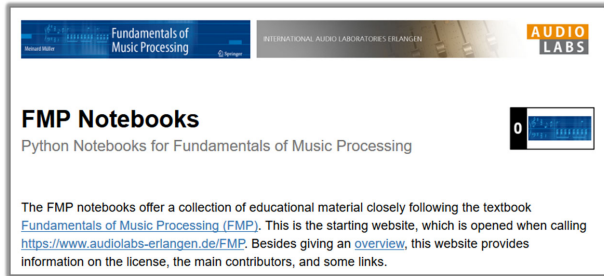 Fundamentals of
Music Processing
Meinard Müller
Springer
INTERNATIONAL AUDIO LABORATORIES ERLANGEN
AUDIO
LABS
FMP Notebooks
Python Notebooks for Fundamentals of Music Processing
0
The FMP notebooks offer a collection of educational material closely following the textbook
Fundamentals of Music Processing (FMP). This is the starting website, which is opened when calling
https://www.audiolabs-erlangen.de/FMP. Besides giving an overview, this website provides
information on the license, the main contributors, and some links.